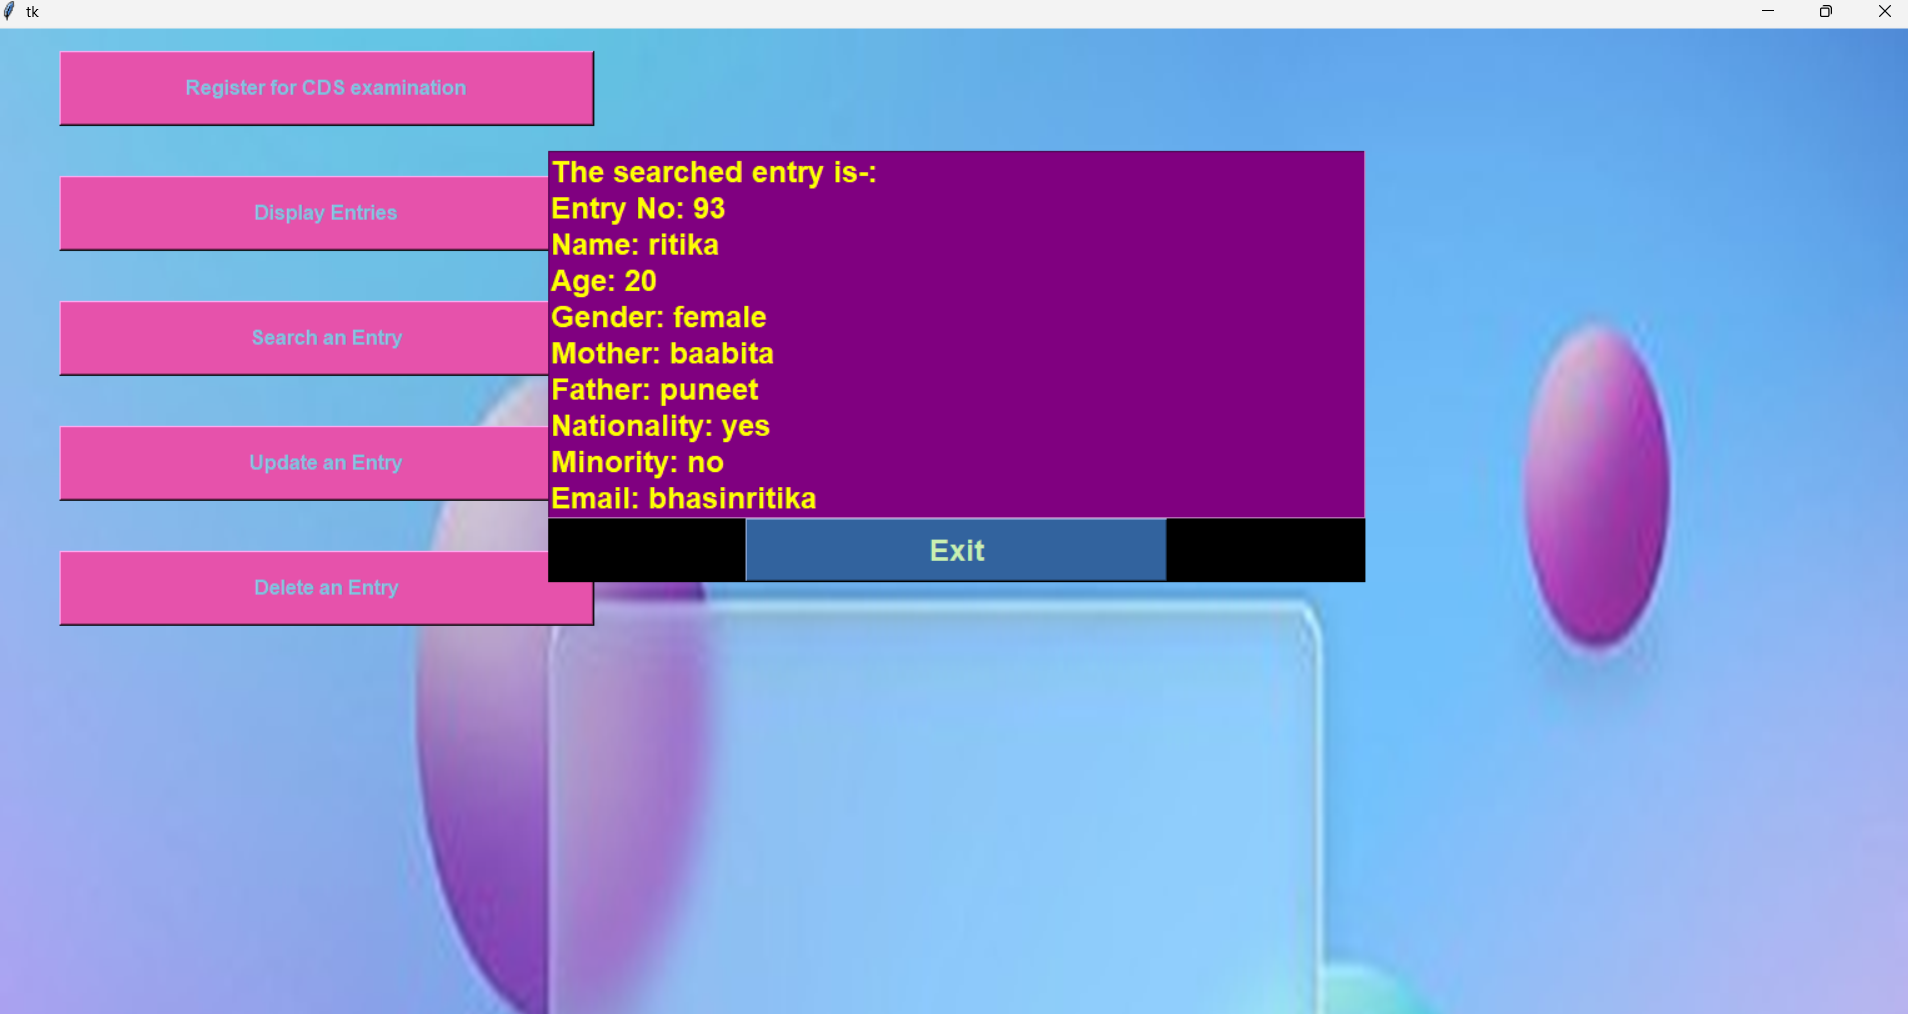 tk
Register for CDS examination
Display Entries
Search an Entry
Update an Entry
Delete an Entry
The searched entry is-:
Entry No: 93
Name: ritika
Age: 20
Gender: female
Mother: baabita
Father: puneet
Nationality: yes
Minority: no
Email: bhasinritika
Exit